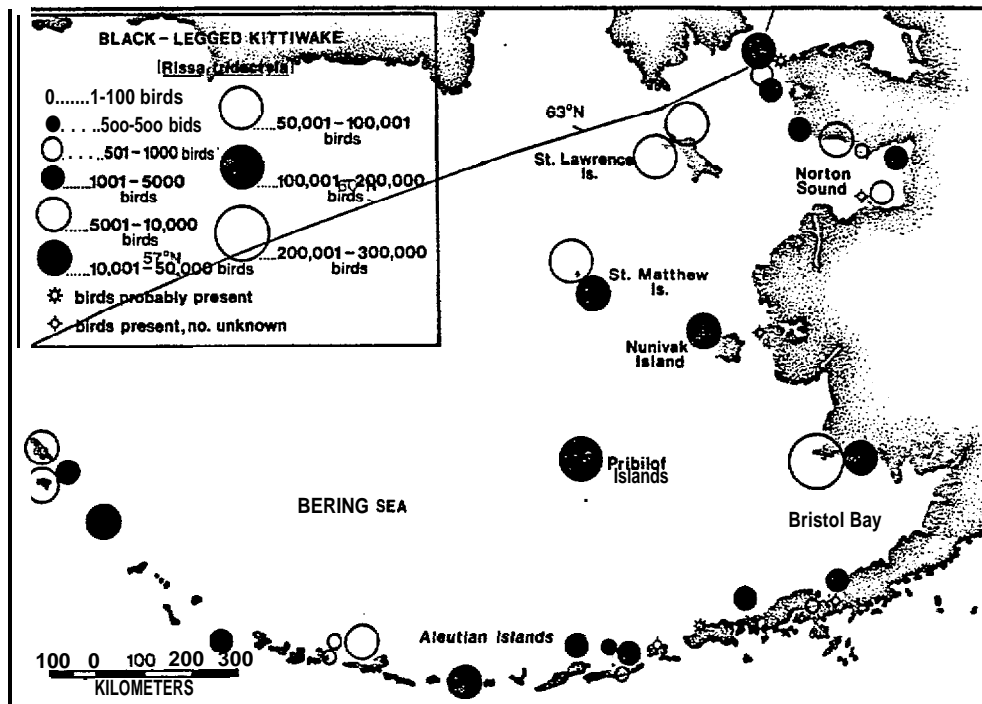 BLACK-LEGGED KITTIWAKE
0.......1-100 birds
.....5oo-5oo bids
.....501-1000 birds
......1001-5000
birds
......5001-10,000
birds
57°N
......10,001-50,000 birds
☼ birds probably present
✧ birds present, no. unknown
.....50,001-100,001
birds
......100,001-200,000
birds
......200,001-300,000
birds
63°N
St. Lawrence
Is.
Norton
Sound
St. Matthew
Is.
Nunivak
Island
Pribilof
Islands
BERING SEA
Bristol Bay
Aleutian Islands
100 0 100 200 300
KILOMETERS